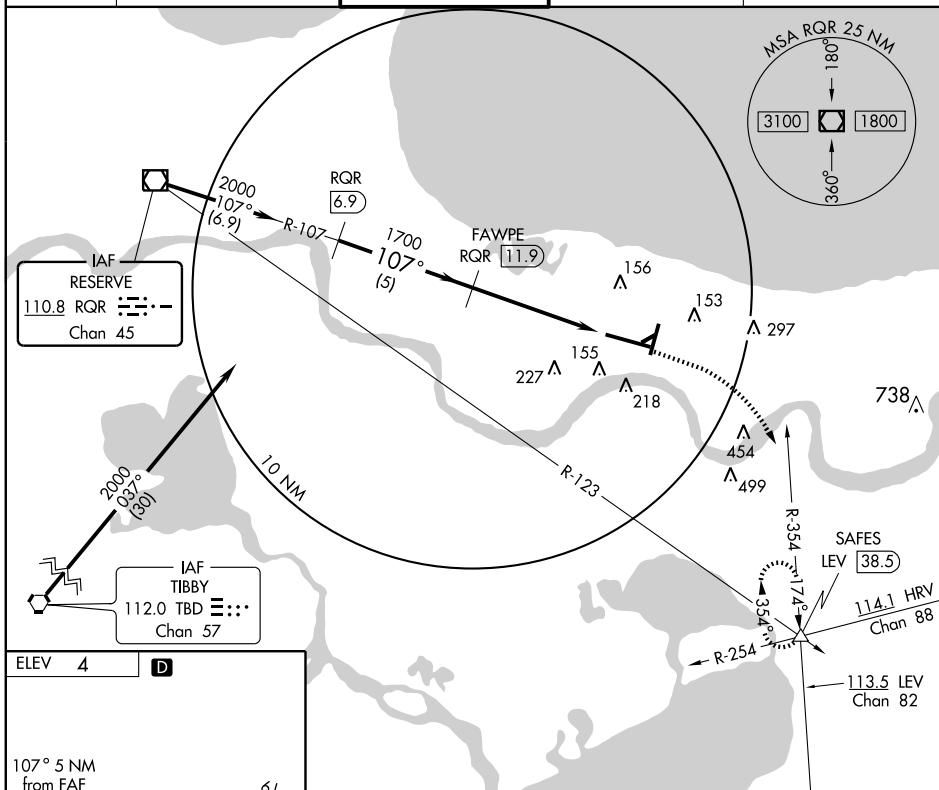 MSA RQR 25 NM
180°
3100
1800
360°
2000
107°
(6.9)
R-107
RQR
6.9
1700
107°
(5)
FAWPE
RQR 11.9
IAF
RESERVE
110.8 RQR
Chan 45
156
153
297
227
155
218
738
454
499
10 NM
R-123
2000
037°
(30)
IAF
TIBBY
112.0 TBD
Chan 57
R-354
SAFES
LEV 38.5
174°
354°
114.1 HRV
Chan 88
R-254
113.5 LEV
Chan 82
ELEV 4
D
107° 5 NM
from FAF